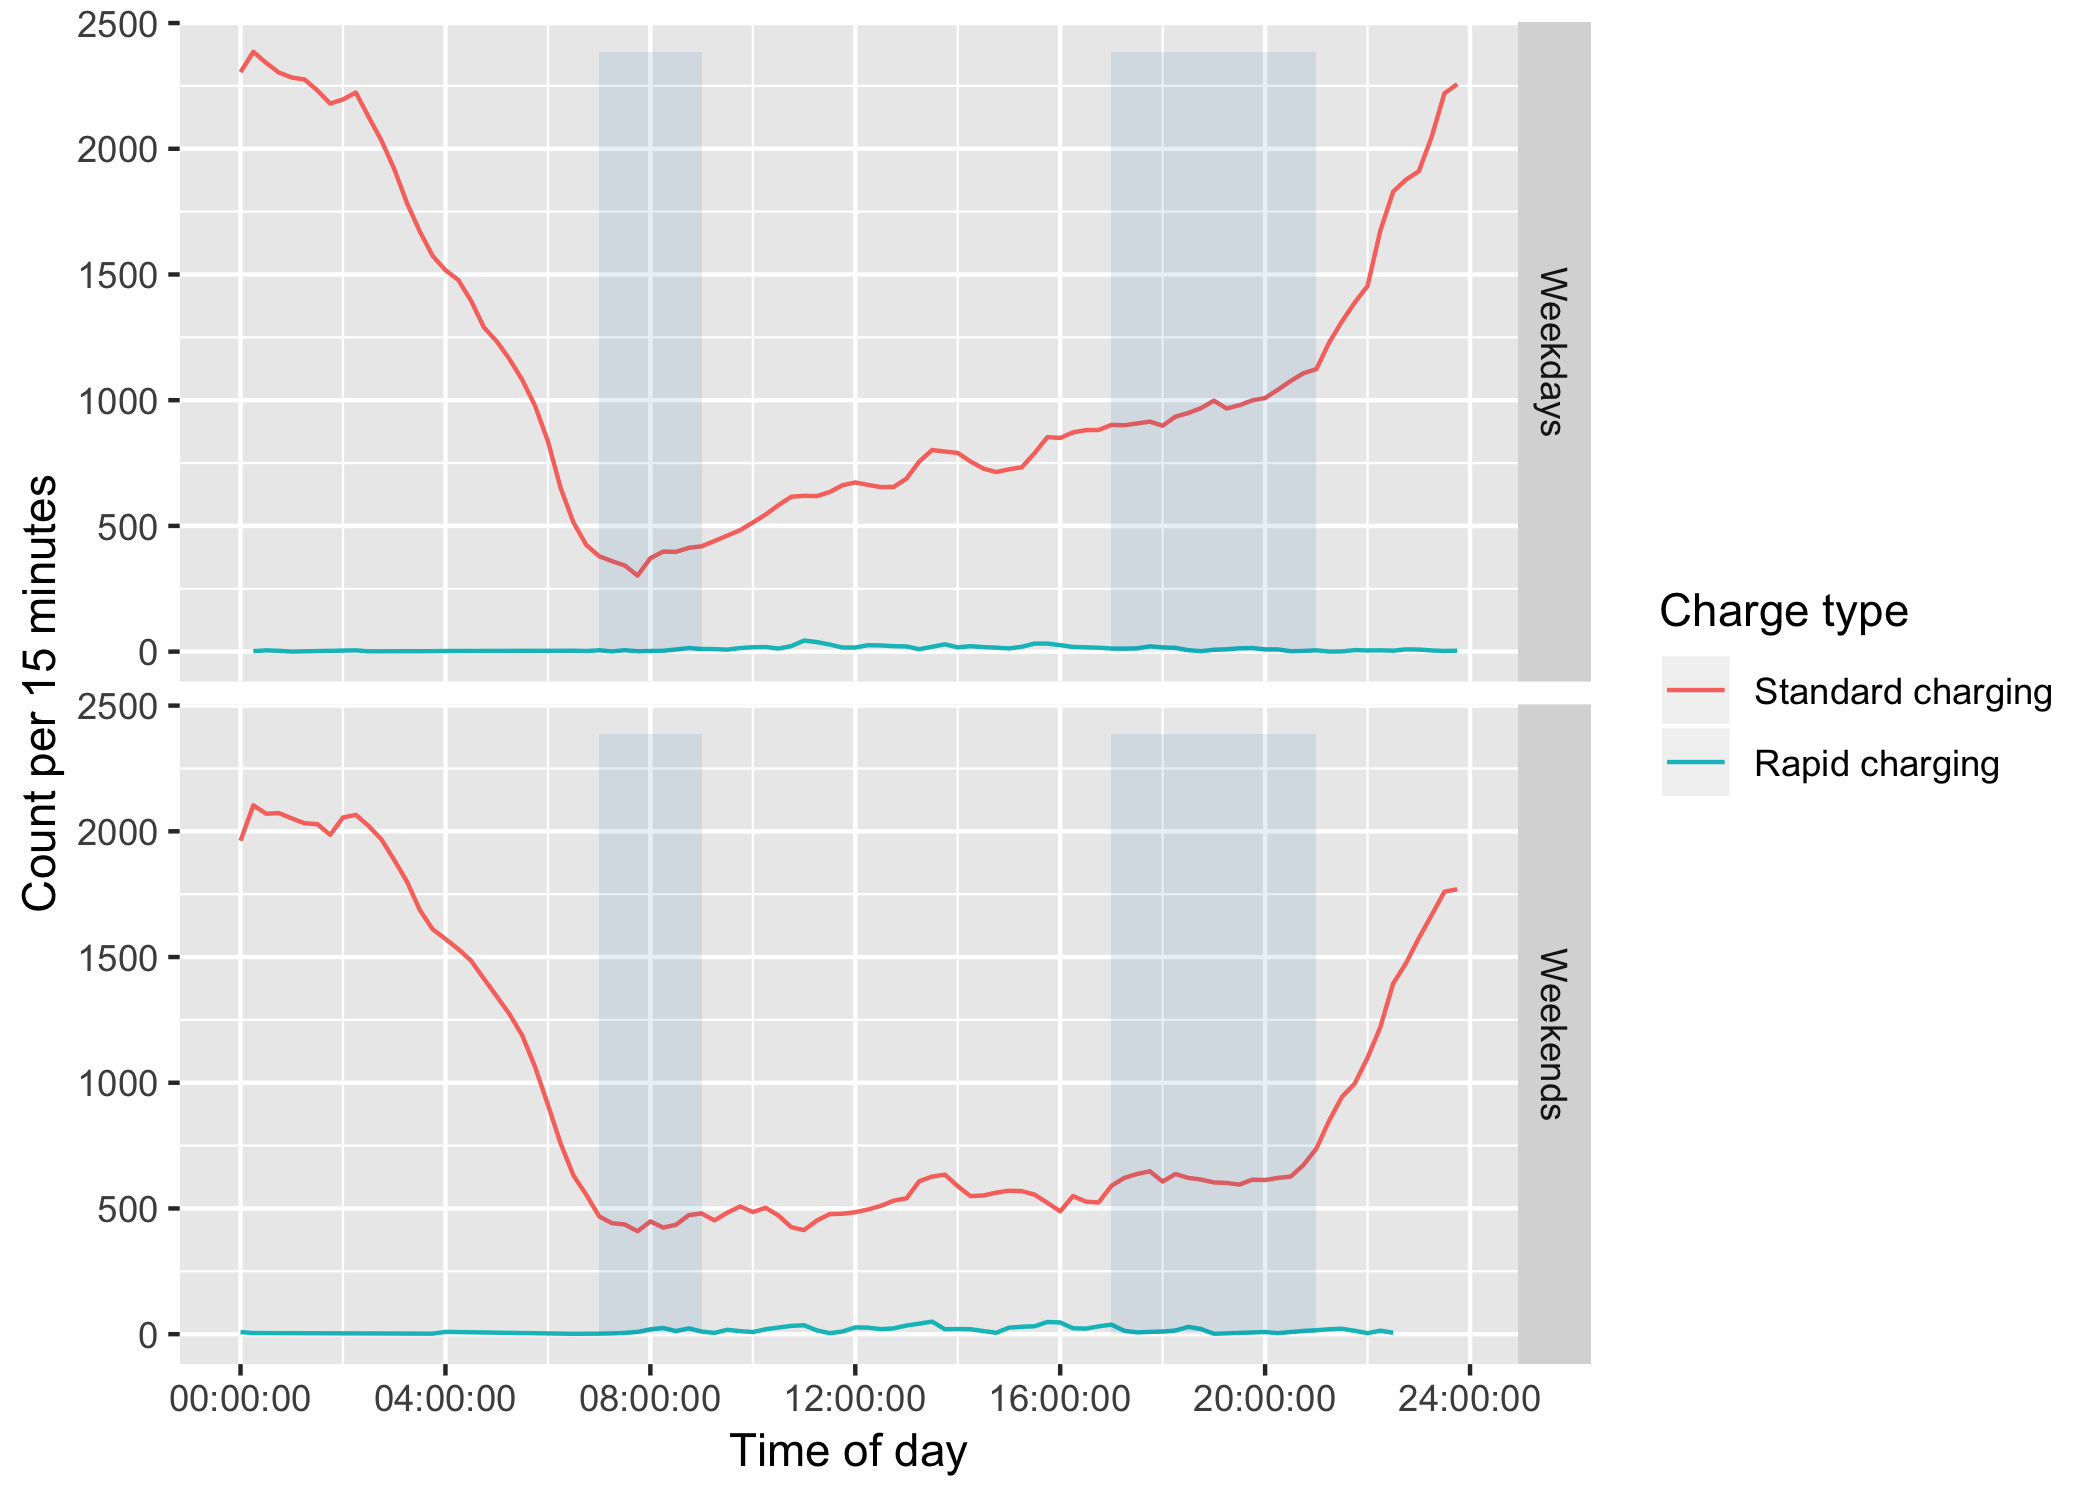 Count per 15 minutes
2500
2000
1500
1000
500
0
Weekdays
2500
2000
1500
1000
500
0
Weekends
00:00:00 04:00:00 08:00:00 12:00:00 16:00:00 20:00:00 24:00:00
Time of day
Charge type
Standard charging
Rapid charging